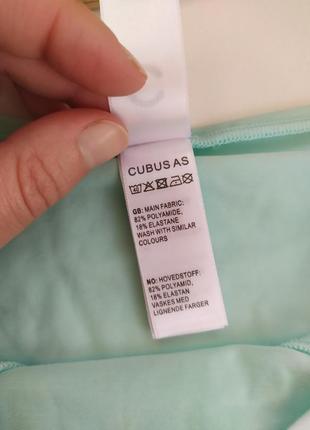 CUBUS AS
GB: MAIN FABRIC:
82% POLYAMIDE,
18% ELASTANE
WASH WITH SIMILAR
COLOURS
NO: HOVEDSTOFF:
82% POLYAMID,
18% ELASTAN
VASKES MED
LIGNENDE FARGER